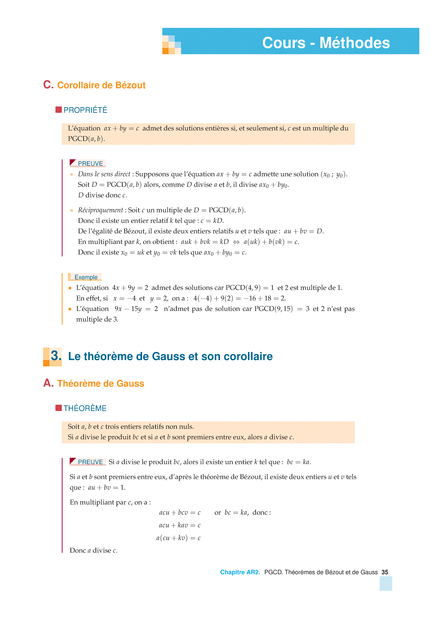 Cours - Méthodes
C. Corollaire de Bézout
PROPRIÉTÉ
L'équation ax + by = c admet des solutions entières si, et seulement si, c est un multiple du
PGCD(a, b).
PREUVE
• Dans le sens direct : Supposons que l'équation ax + by = c admette une solution (x₀ ; y₀).
Soit D = PGCD(a, b) alors, comme D divise a et b, il divise ax₀ + by₀.
D divise donc c.
• Réciproquement : Soit c un multiple de D = PGCD(a, b).
Donc il existe un entier relatif k tel que : c = kD.
De l'égalité de Bézout, il existe deux entiers relatifs u et v tels que : au + bv = D.
En multipliant par k, on obtient : auk + bvk = kD ⇔ a(uk) + b(vk) = c.
Donc il existe x₀ = uk et y₀ = vk tels que ax₀ + by₀ = c.
Exemple
• L'équation 4x + 9y = 2 admet des solutions car PGCD(4, 9) = 1 et 2 est multiple de 1.
En effet, si x = −4 et y = 2, on a : 4(−4) + 9(2) = −16 + 18 = 2.
• L'équation 9x − 15y = 2 n'admet pas de solution car PGCD(9, 15) = 3 et 2 n'est pas
multiple de 3.
3. Le théorème de Gauss et son corollaire
A. Théorème de Gauss
THÉORÈME
Soit a, b et c trois entiers relatifs non nuls.
Si a divise le produit bc et si a et b sont premiers entre eux, alors a divise c.
PREUVE Si a divise le produit bc, alors il existe un entier k tel que : bc = ka.
Si a et b sont premiers entre eux, d'après le théorème de Bézout, il existe deux entiers u et v tels
que : au + bv = 1.
En multipliant par c, on a :
acu + bcv = c or bc = ka, donc :
acu + kav = c
a(cu + kv) = c
Donc a divise c.
Chapitre AR2. PGCD. Théorèmes de Bézout et de Gauss 35